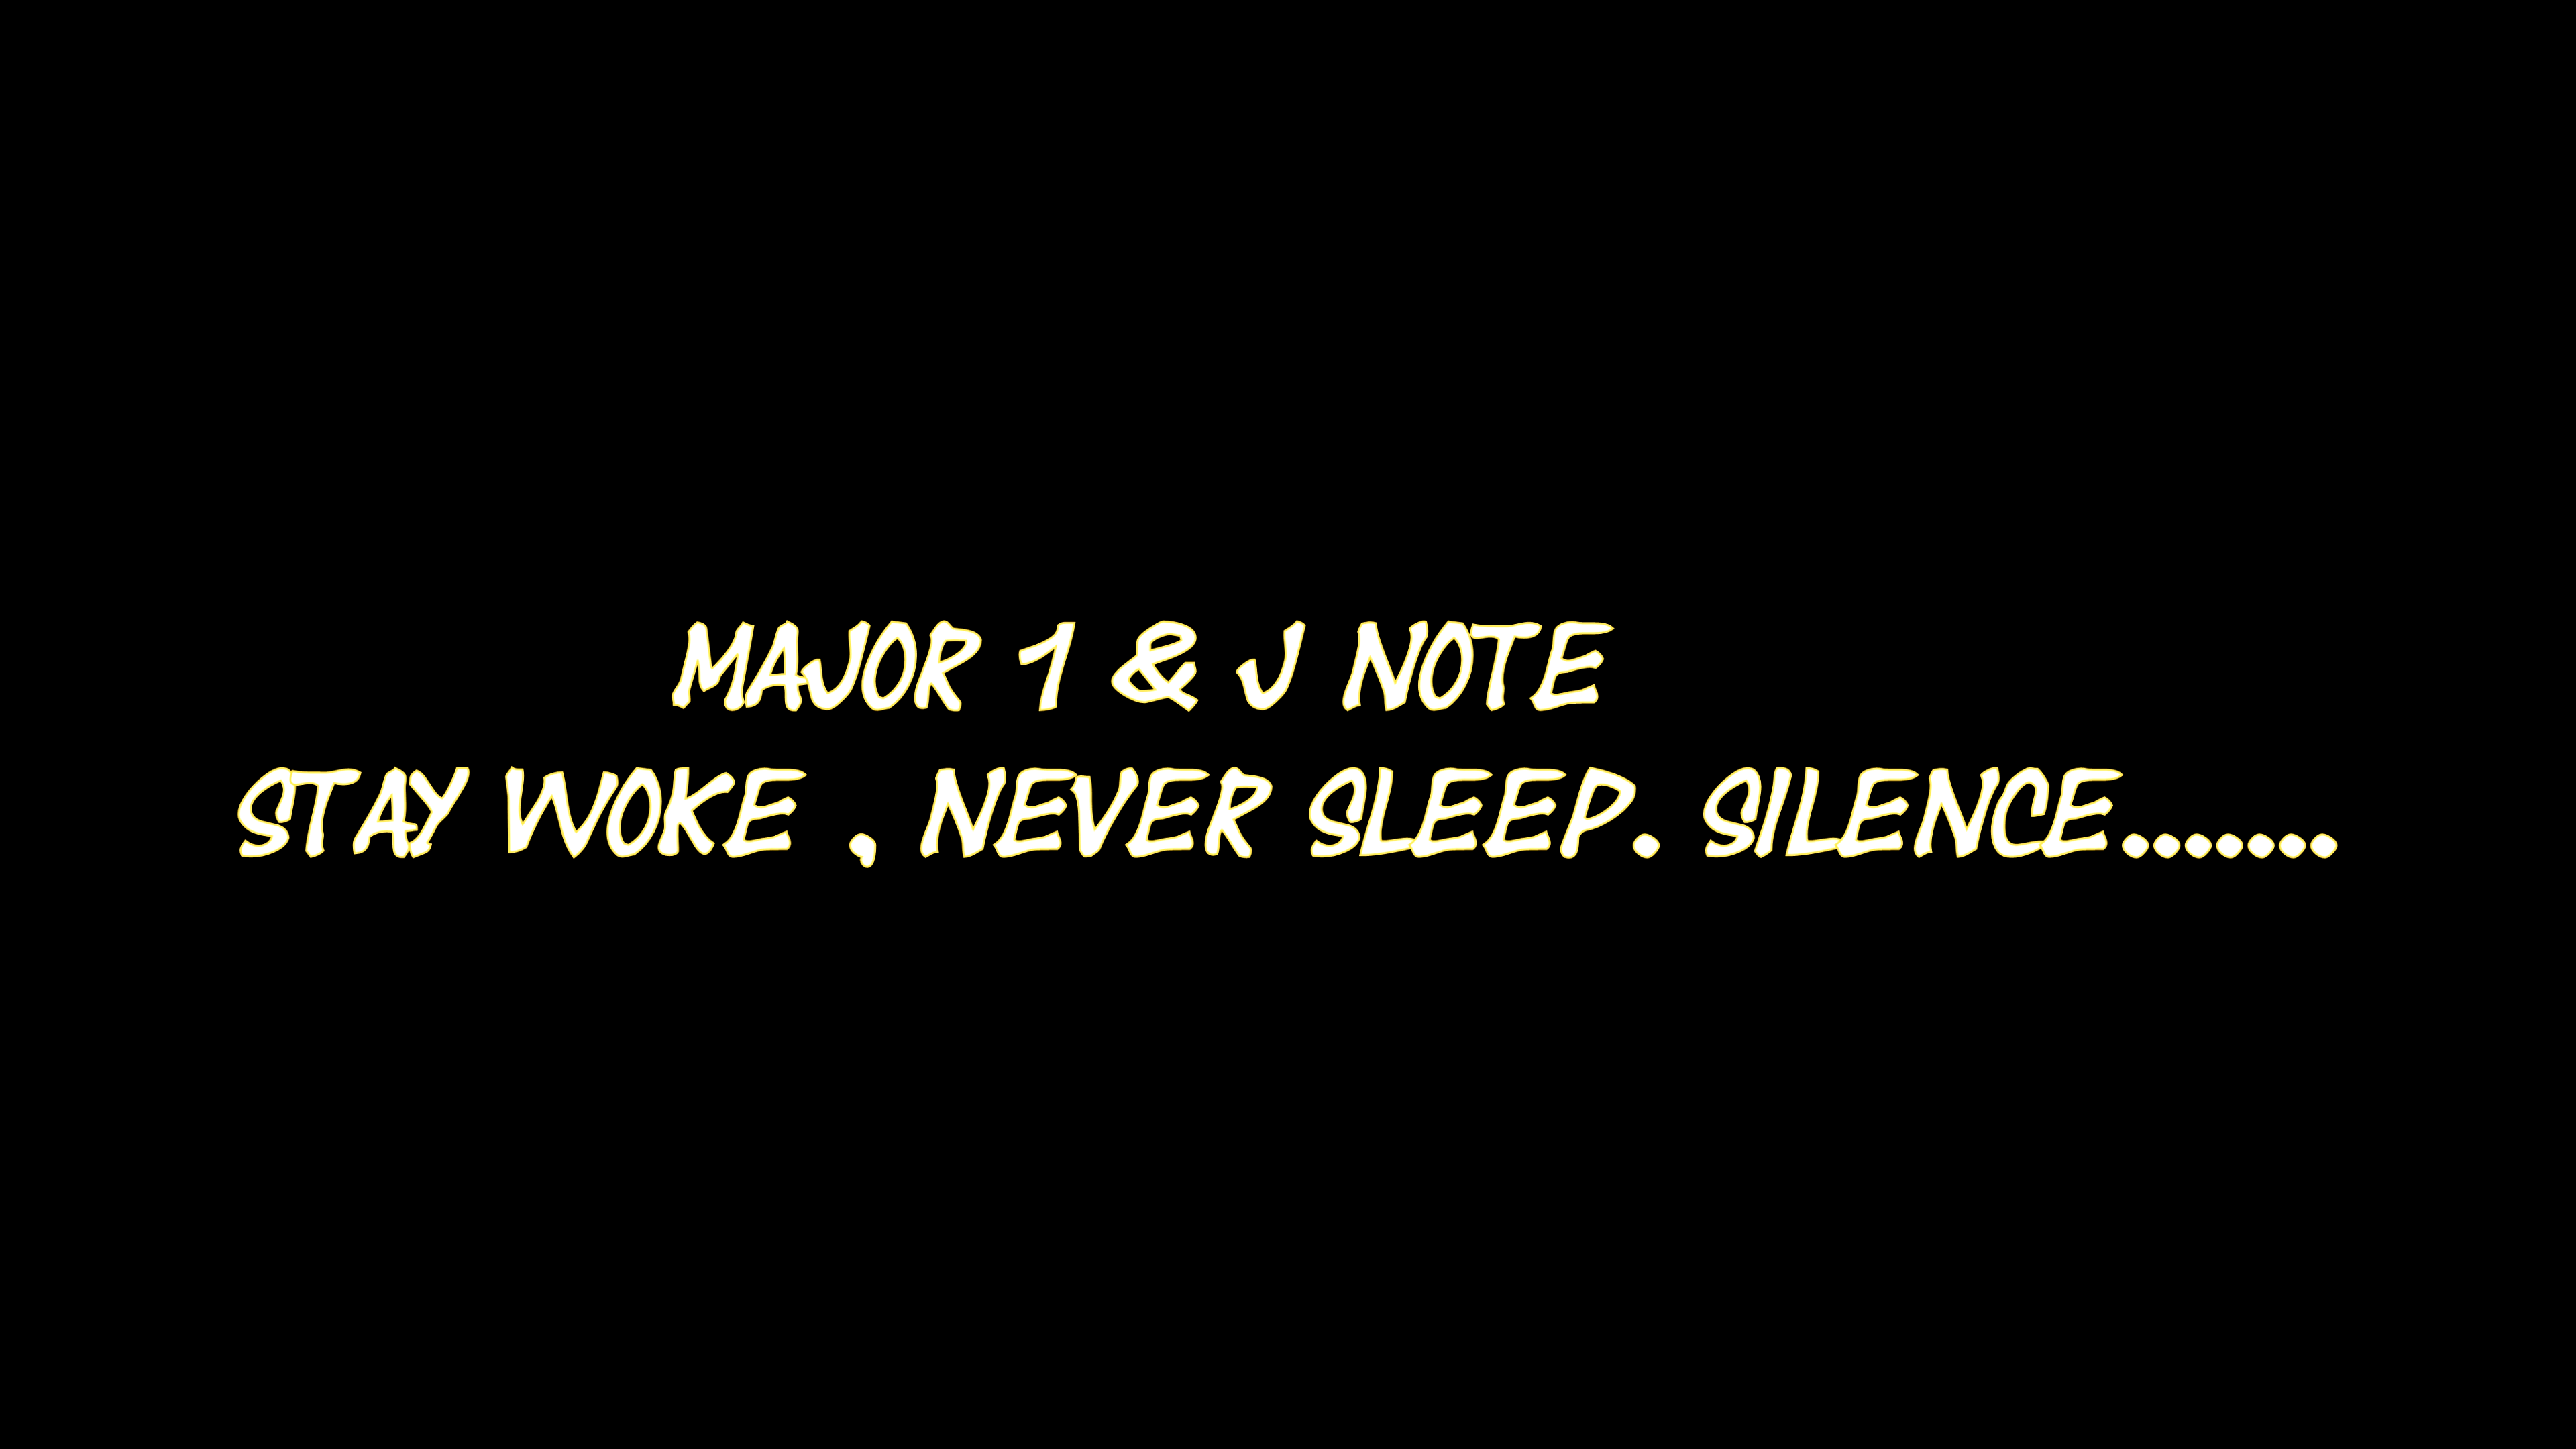 MAJOR 1 & J NOTE
STAY WOKE , NEVER SLEEP. SILENCE.......